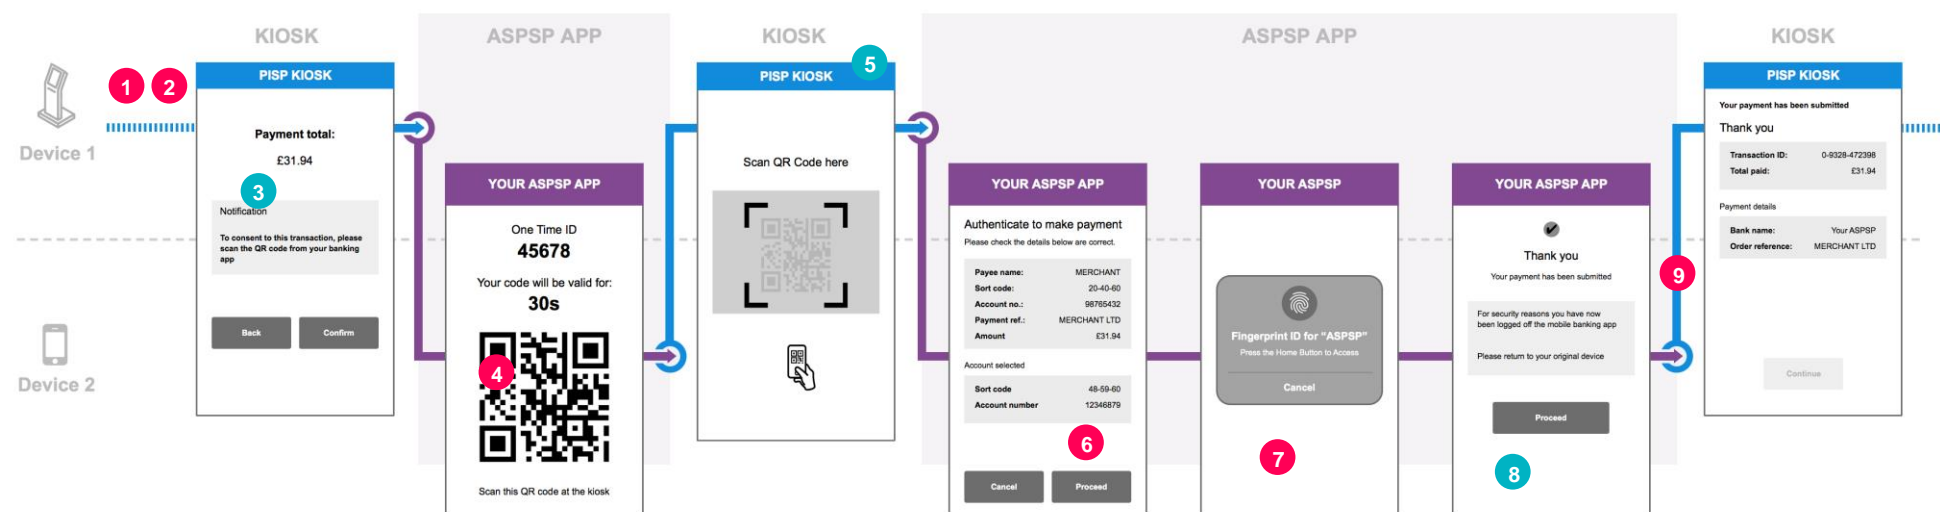 KIOSK
ASPSP APP
KIOSK
ASPSP APP
KIOSK
Device 1
Device 2
1
2
PISP KIOSK
Payment total:
£31.94
3
Notification
To consent to this transaction, please
scan the QR code from your banking
app
Back
Confirm
YOUR ASPSP APP
One Time ID
45678
Your code will be valid for:
30s
4
Scan this QR code at the kiosk
5
PISP KIOSK
Scan QR Code here
YOUR ASPSP APP
Authenticate to make payment
Please check the details below are correct.
Payee name: MERCHANT
Sort code: 20-40-60
Account no.: 98765432
Payment ref.: MERCHANT LTD
Amount £31.94
Account selected
Sort code 48-59-60
Account number 12346879
6
Cancel
Proceed
YOUR ASPSP
Fingerprint ID for “ASPSP”
Press the Home Button to Access
Cancel
7
YOUR ASPSP APP
Thank you
Your payment has been submitted
For security reasons you have now
been logged off the mobile banking app
Please return to your original device
Proceed
8
9
PISP KIOSK
Your payment has been submitted
Thank you
Transaction ID: 0-9328-472398
Total paid: £31.94
Payment details
Bank name: Your ASPSP
Order reference: MERCHANT LTD
Continue